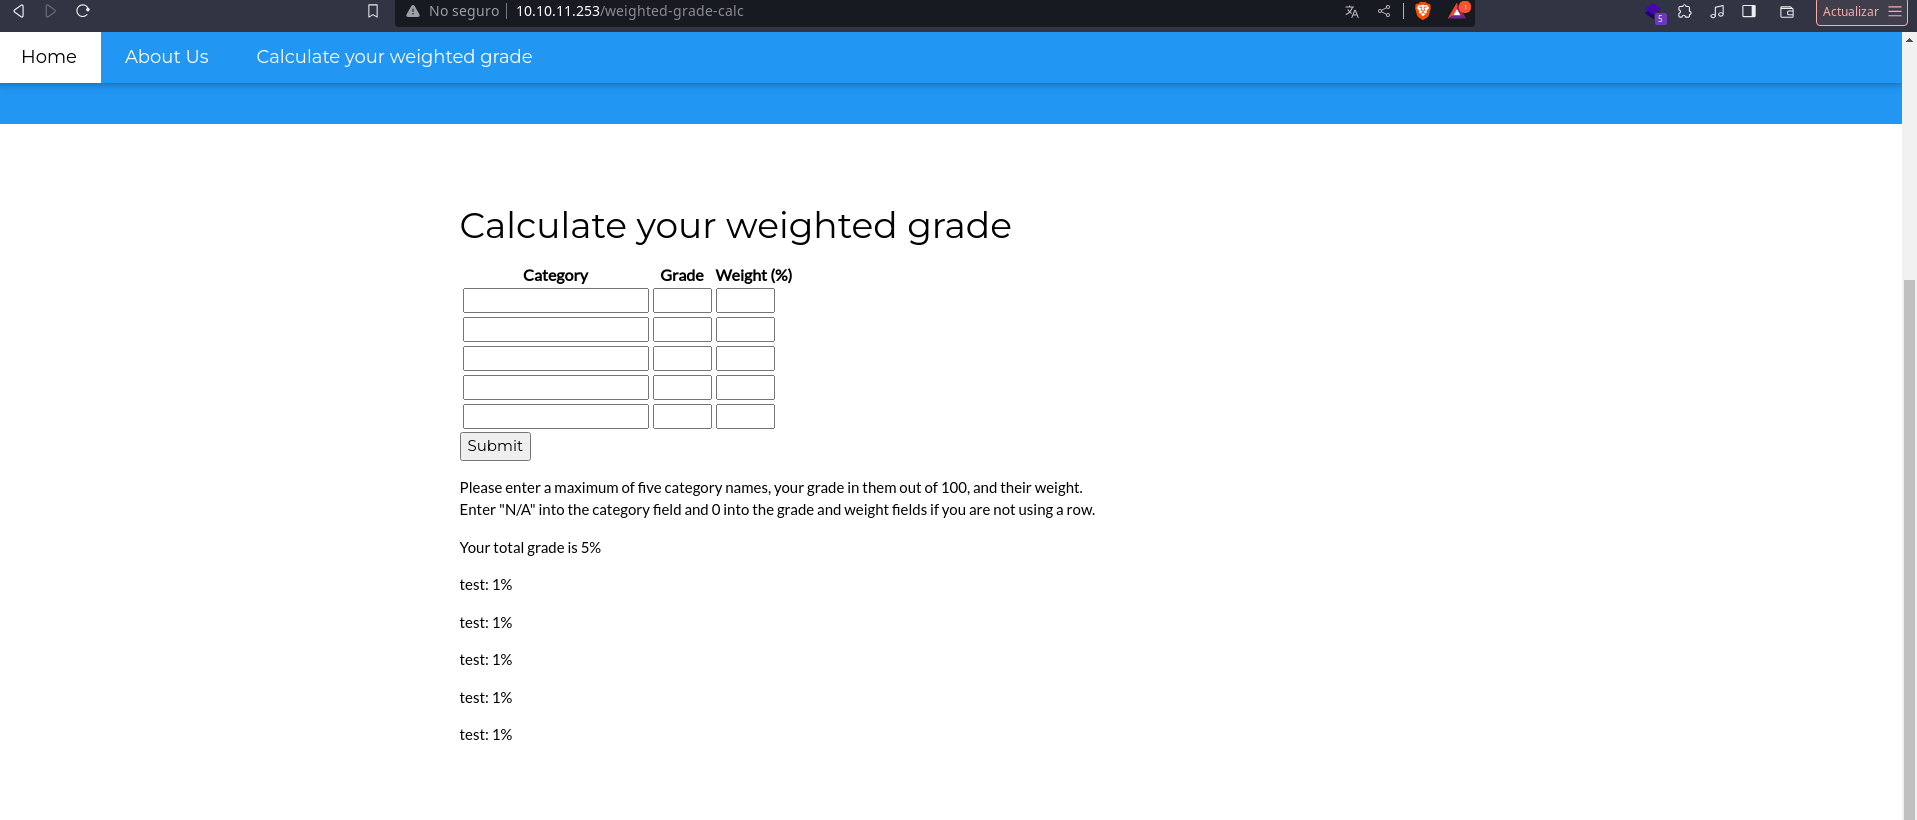 No seguro 10.10.11.253/weighted-grade-calc 5 Actualizar
Home About Us Calculate your weighted grade
Calculate your weighted grade
Category Grade Weight (%)
Submit
Please enter a maximum of five category names, your grade in them out of 100, and their weight.
Enter "N/A" into the category field and 0 into the grade and weight fields if you are not using a row.
Your total grade is 5%
test: 1%
test: 1%
test: 1%
test: 1%
test: 1%